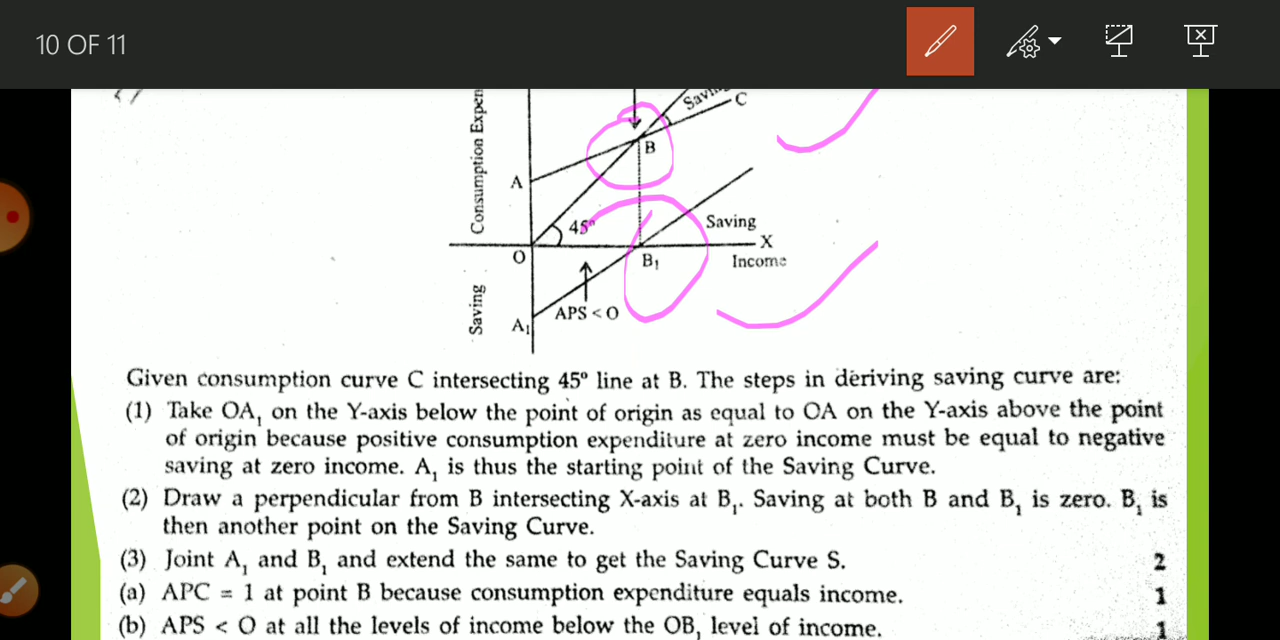 10 OF 11
Consumption Expen
Saving
C
B
A
45°
Saving
X
O
B₁
Income
Saving
A₁
APS < O
Given consumption curve C intersecting 45º line at B. The steps in deriving saving curve are:
(1) Take OA₁ on the Y-axis below the point of origin as equal to OA on the Y-axis above the point
of origin because positive consumption expenditure at zero income must be equal to negative
saving at zero income. A₁ is thus the starting point of the Saving Curve.
(2) Draw a perpendicular from B intersecting X-axis at B₁. Saving at both B and B₁ is zero. B₁ is
then another point on the Saving Curve.
(3) Joint A₁ and B₁ and extend the same to get the Saving Curve S. 2
(a) APC = 1 at point B because consumption expenditure equals income. 1
(b) APS < O at all the levels of income below the OB₁ level of income. 1